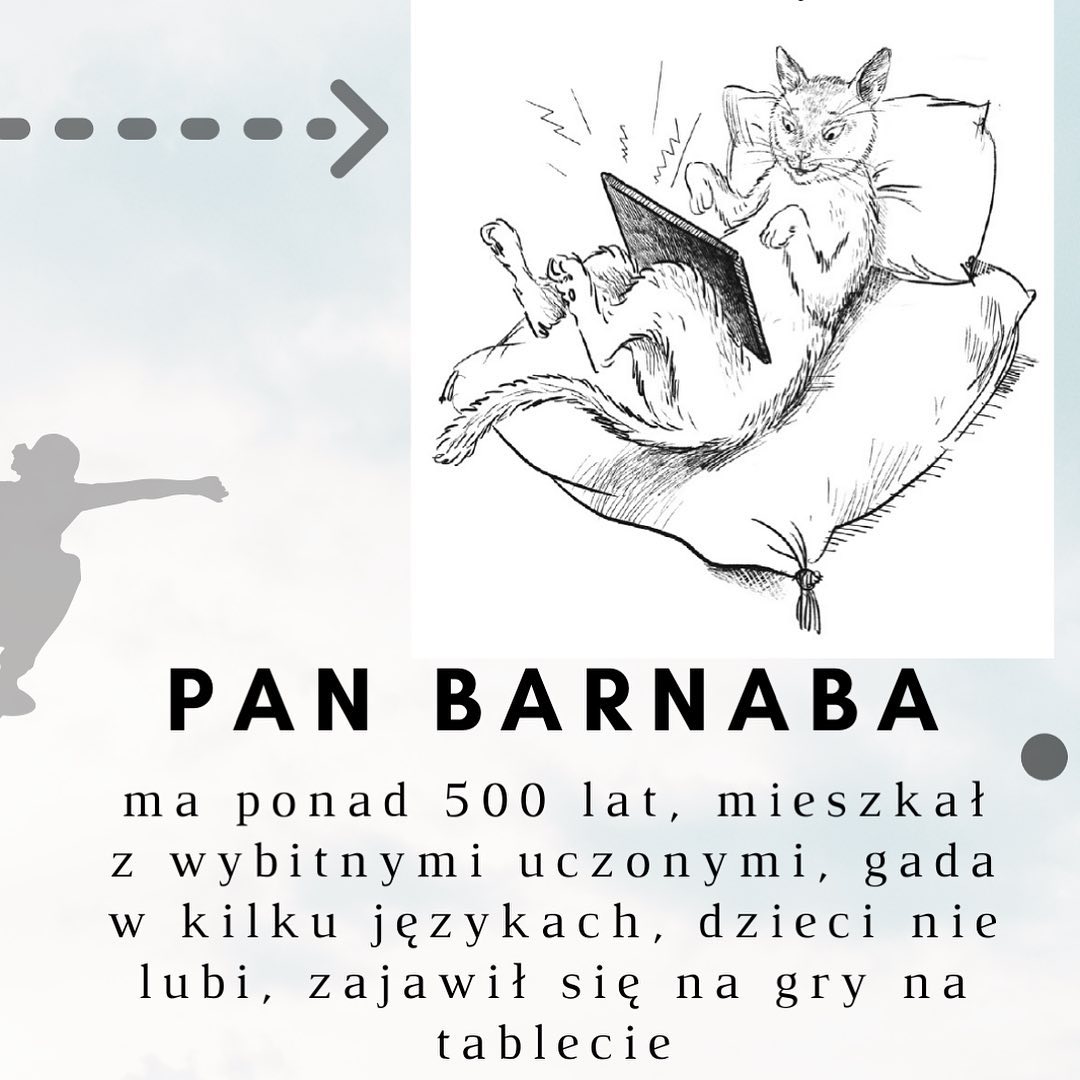 PAN BARNABA
ma ponad 500 lat, mieszkał
z wybitnymi uczonymi, gada
w kilku językach, dzieci nie
lubi, zajawił się na gry na
tablecie